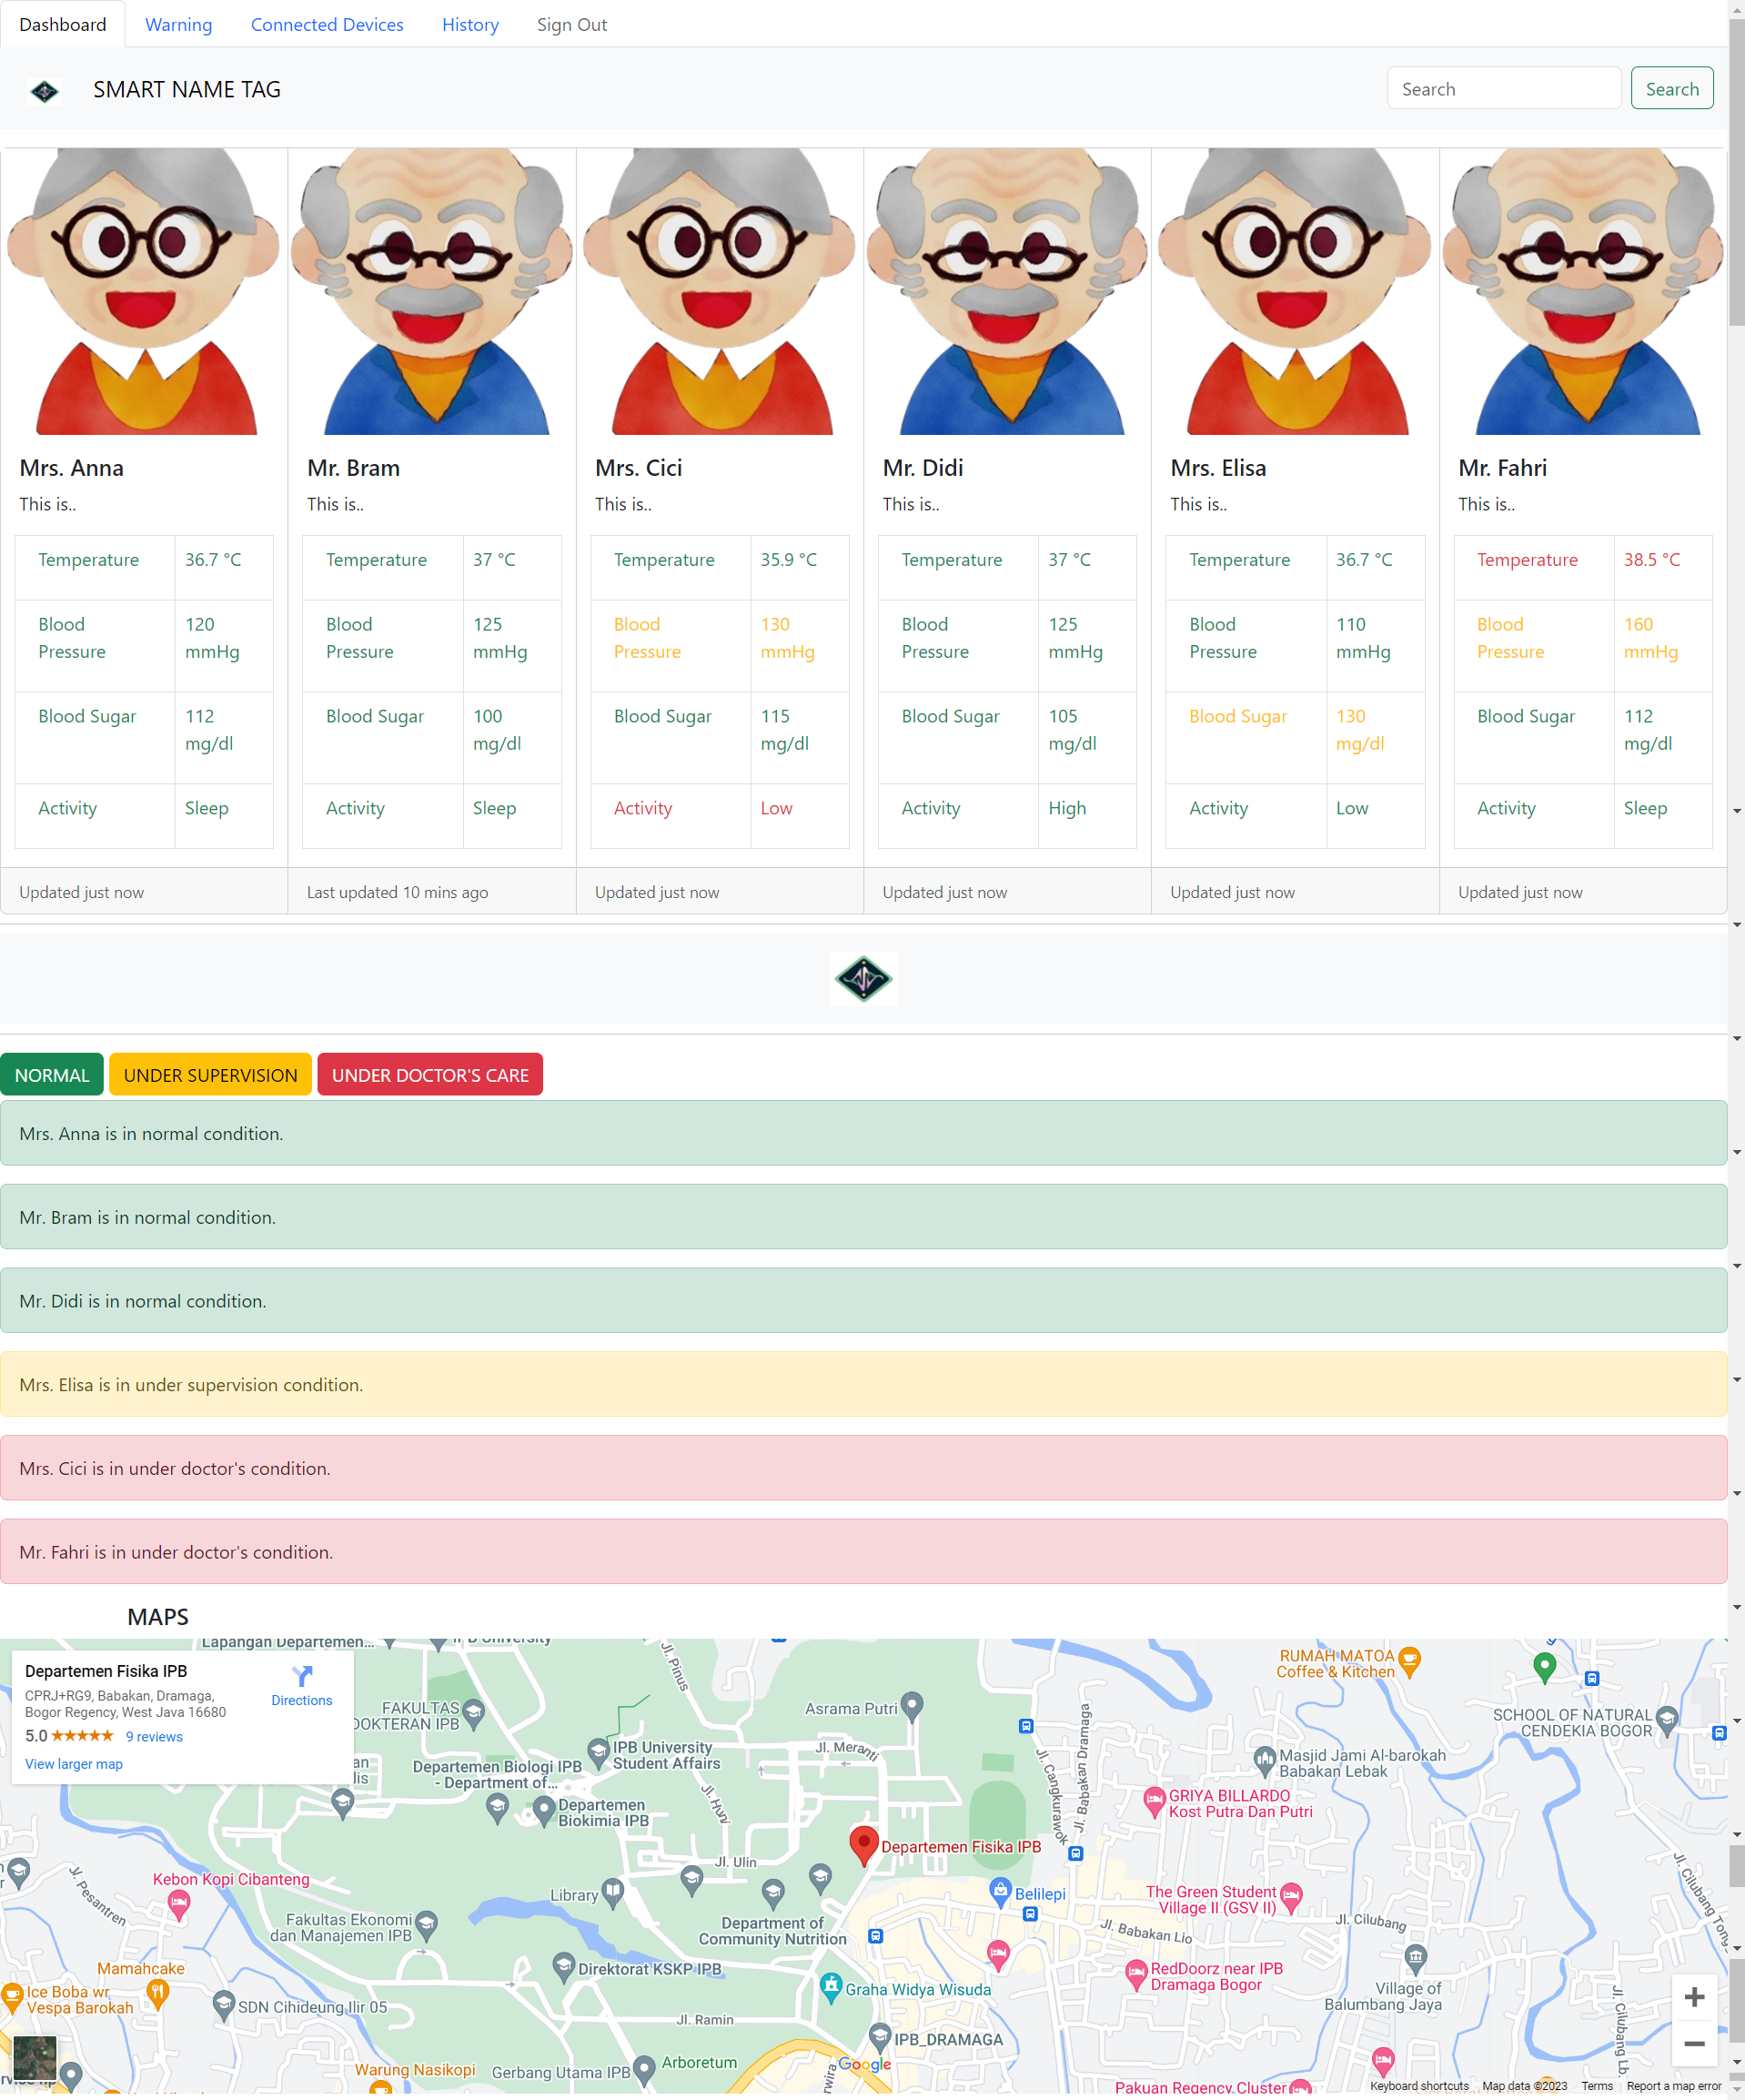 Dashboard
Warning
Connected Devices
History
Sign Out
SMART NAME TAG
Search
Search
Mrs. Anna
This is..
Temperature 36.7 °C
Blood Pressure 120 mmHg
Blood Sugar 112 mg/dl
Activity Sleep
Updated just now
Mr. Bram
This is..
Temperature 37 °C
Blood Pressure 125 mmHg
Blood Sugar 100 mg/dl
Activity Sleep
Last updated 10 mins ago
Mrs. Cici
This is..
Temperature 35.9 °C
Blood Pressure 130 mmHg
Blood Sugar 115 mg/dl
Activity Low
Updated just now
Mr. Didi
This is..
Temperature 37 °C
Blood Pressure 125 mmHg
Blood Sugar 105 mg/dl
Activity High
Updated just now
Mrs. Elisa
This is..
Temperature 36.7 °C
Blood Pressure 110 mmHg
Blood Sugar 130 mg/dl
Activity Low
Updated just now
Mr. Fahri
This is..
Temperature 38.5 °C
Blood Pressure 160 mmHg
Blood Sugar 112 mg/dl
Activity Sleep
Updated just now
NORMAL
UNDER SUPERVISION
UNDER DOCTOR'S CARE
Mrs. Anna is in normal condition.
Mr. Bram is in normal condition.
Mr. Didi is in normal condition.
Mrs. Elisa is in under supervision condition.
Mrs. Cici is in under doctor's condition.
Mr. Fahri is in under doctor's condition.
MAPS
Lapangan Departemen...
IPB University
Departemen Fisika IPB
CPRJ+RG9, Babakan, Dramaga,
Bogor Regency, West Java 16680
5.0
9 reviews
View larger map
Directions
FAKULTAS
DOKTERAN IPB
Jl. Pinus
Asrama Putri
RUMAH MATOA
Coffee & Kitchen
SCHOOL OF NATURAL
CENDEKIA BOGOR
IPB University
Student Affairs
Jl. Meranti
Departemen Biologi IPB
- Department of...
Jl. Cangkurawok
Jl. Babakan Dramaga
Masjid Jami Al-barokah
Babakan Lebak
Departemen
Biokimia IPB
GRIYA BILLARDO
Kost Putra Dan Putri
Departemen Fisika IPB
Jl. Ulin
Jl. Pesantren
Kebon Kopi Cibanteng
Library
Belilepi
The Green Student
Village II (GSV II)
Jl. Cilubang
Fakultas Ekonomi
dan Manajemen IPB
Department of
Community Nutrition
Jl. Babakan Lio
Mamahcake
Direktorat KSKP IPB
RedDoorz near IPB
Dramaga Bogor
Ice Boba wr
Vespa Barokah
SDN Cihideung Ilir 05
Graha Widya Wisuda
Village of
Balumbang Jaya
Jl. Ramin
IPB_DRAMAGA
Jl. Cilubang Lb.
Warung Nasikopi
Gerbang Utama IPB
Arboretum
Google
Pakuan Regency Cluster
Keyboard shortcuts
Map data ©2023
Terms
Report a map error